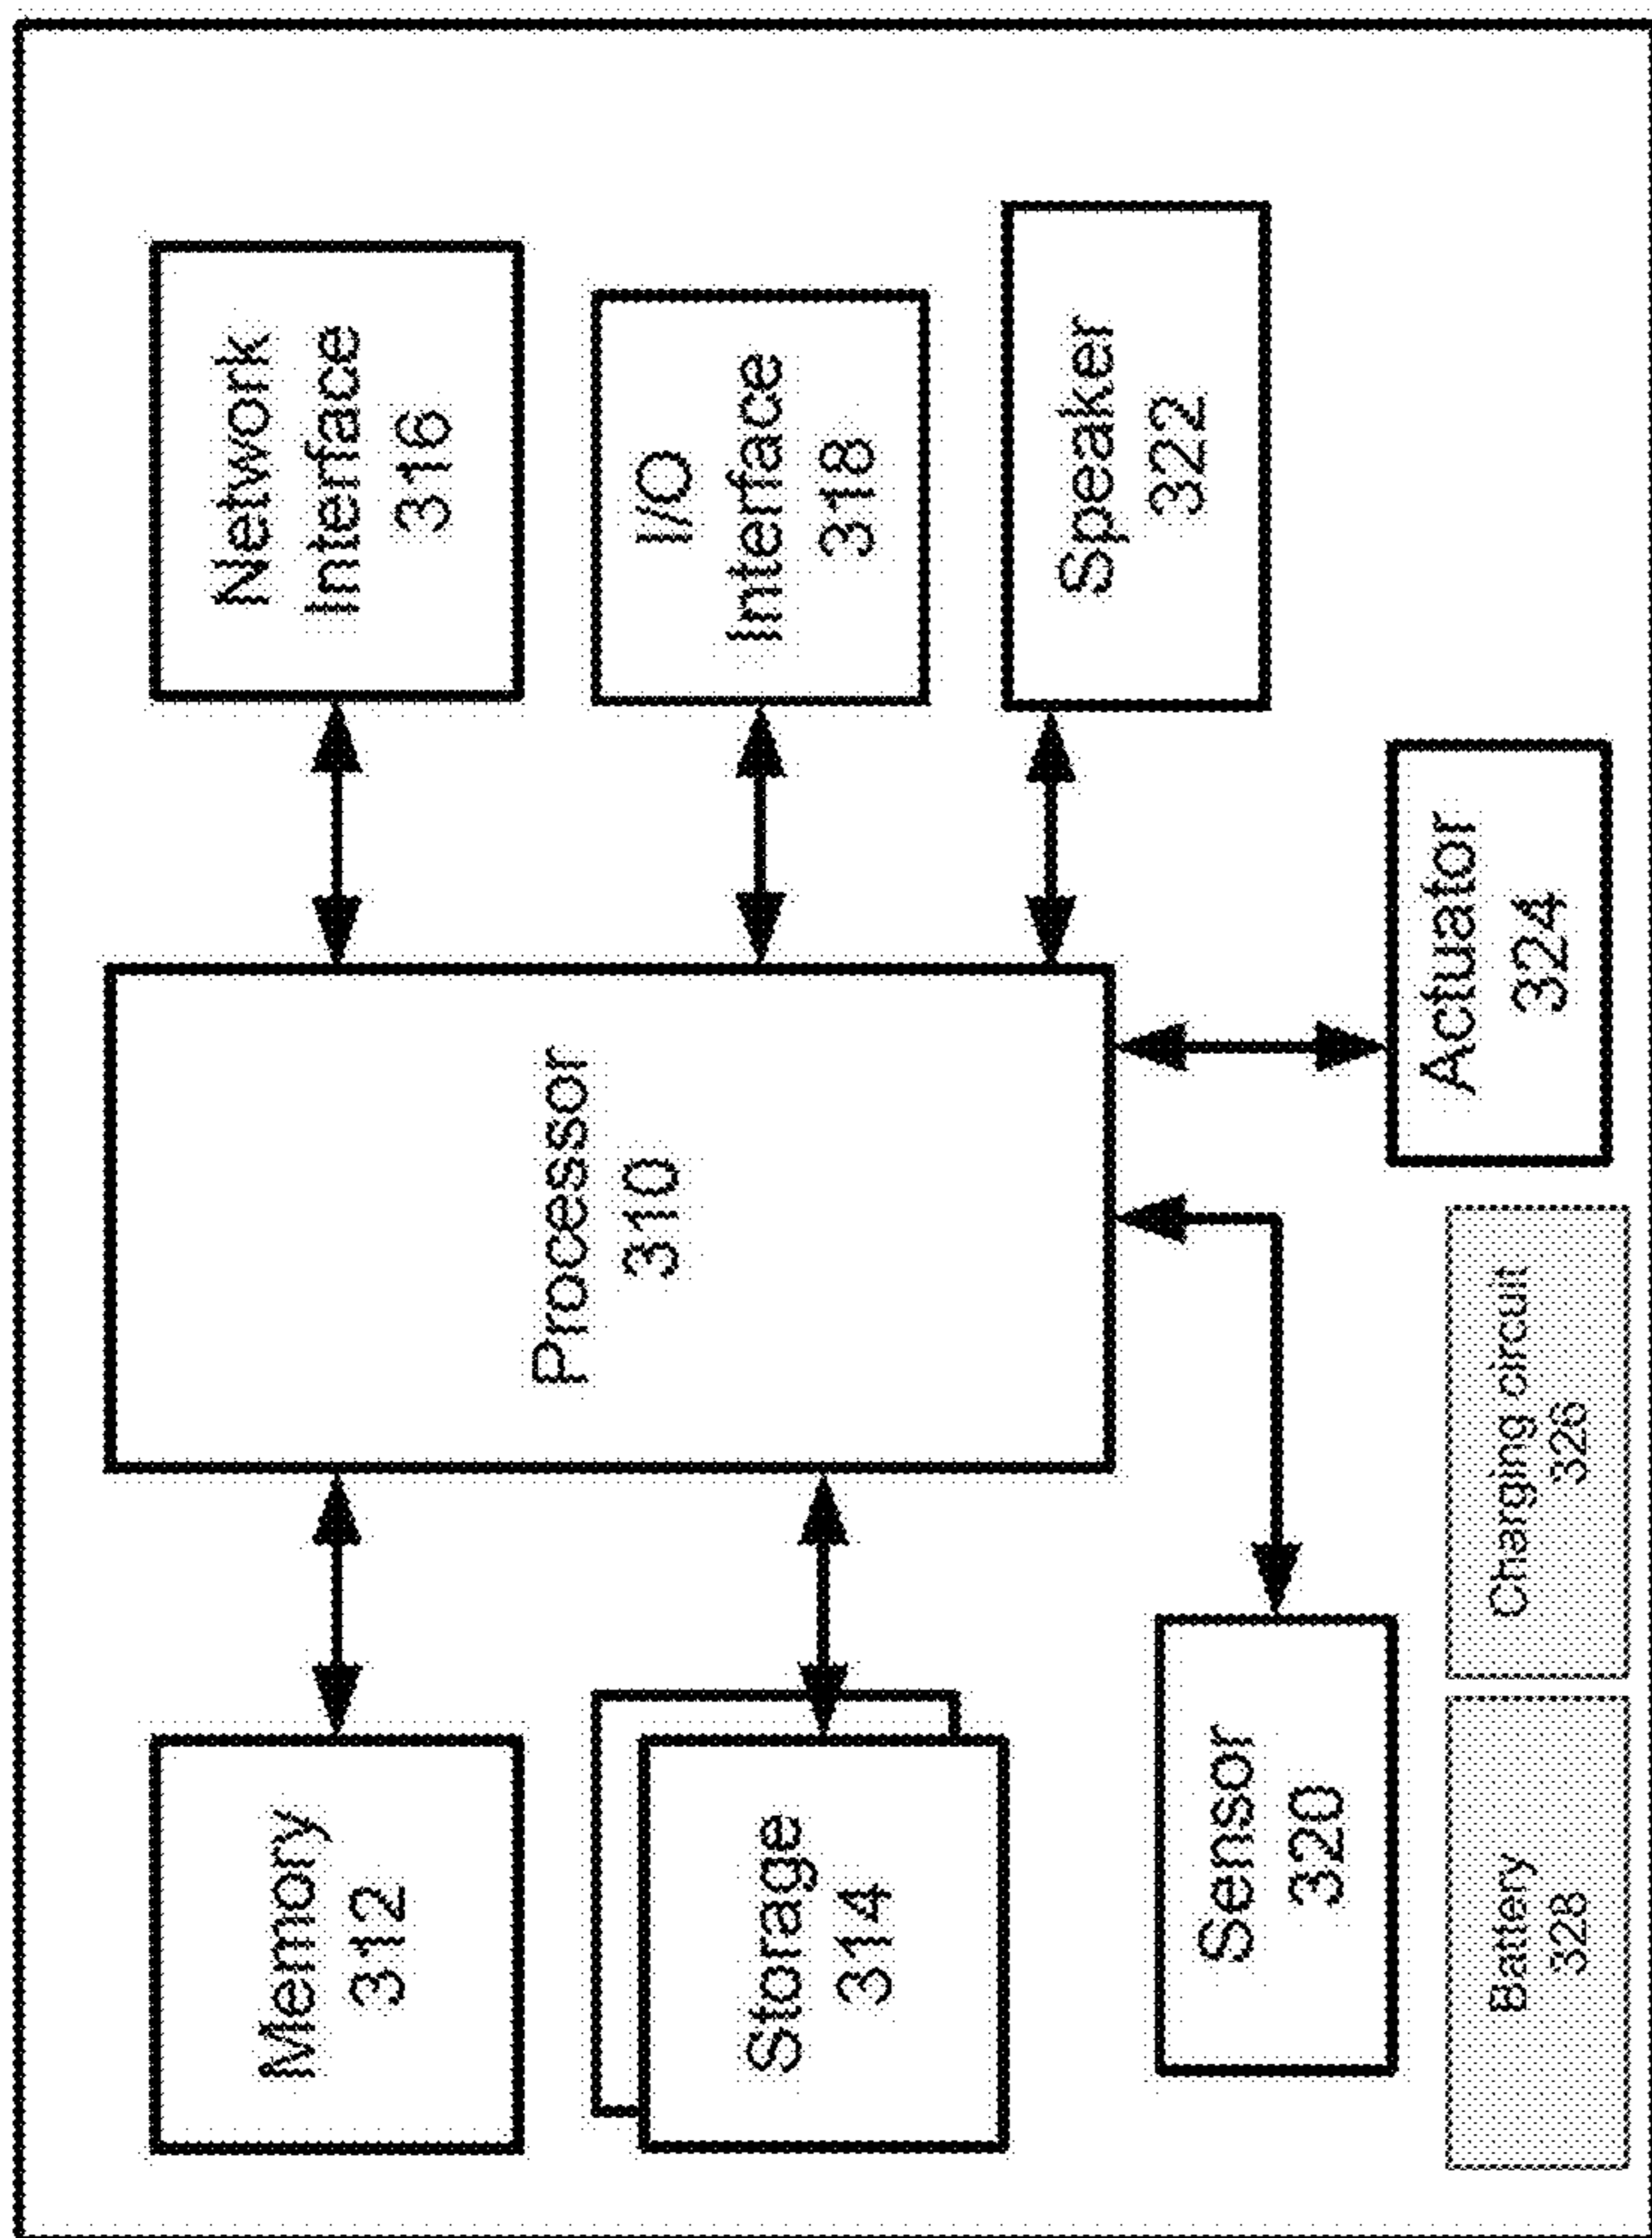 Memory
312
Processor
310
Network
Interface
316
Storage
314
I/O
Interface
318
Speaker
322
Sensor
320
Actuator
324
Battery
328
Charging circuit
326